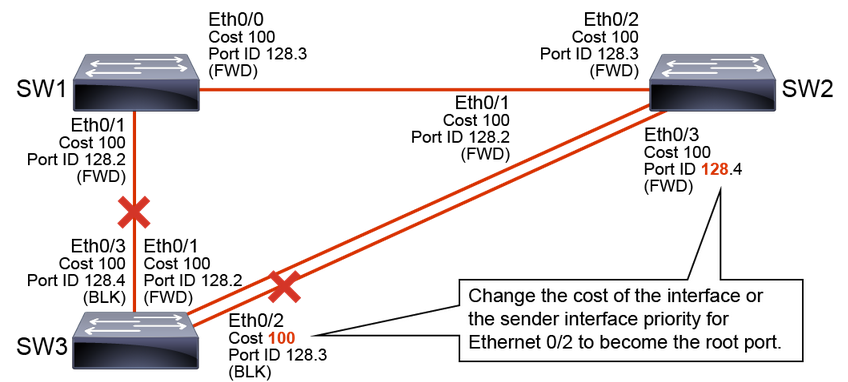 Eth0/0
Cost 100
Port ID 128.3
(FWD)
Eth0/2
Cost 100
Port ID 128.3
(FWD)
SW1
SW2
Eth0/1
Cost 100
Port ID 128.2
(FWD)
Eth0/1
Cost 100
Port ID 128.2
(FWD)
Eth0/3
Cost 100
Port ID 128.4
(FWD)
Eth0/3
Cost 100
Port ID 128.4
(BLK)
Eth0/1
Cost 100
Port ID 128.2
(FWD)
SW3
Eth0/2
Cost 100
Port ID 128.3
(BLK)
Change the cost of the interface or
the sender interface priority for
Ethernet 0/2 to become the root port.